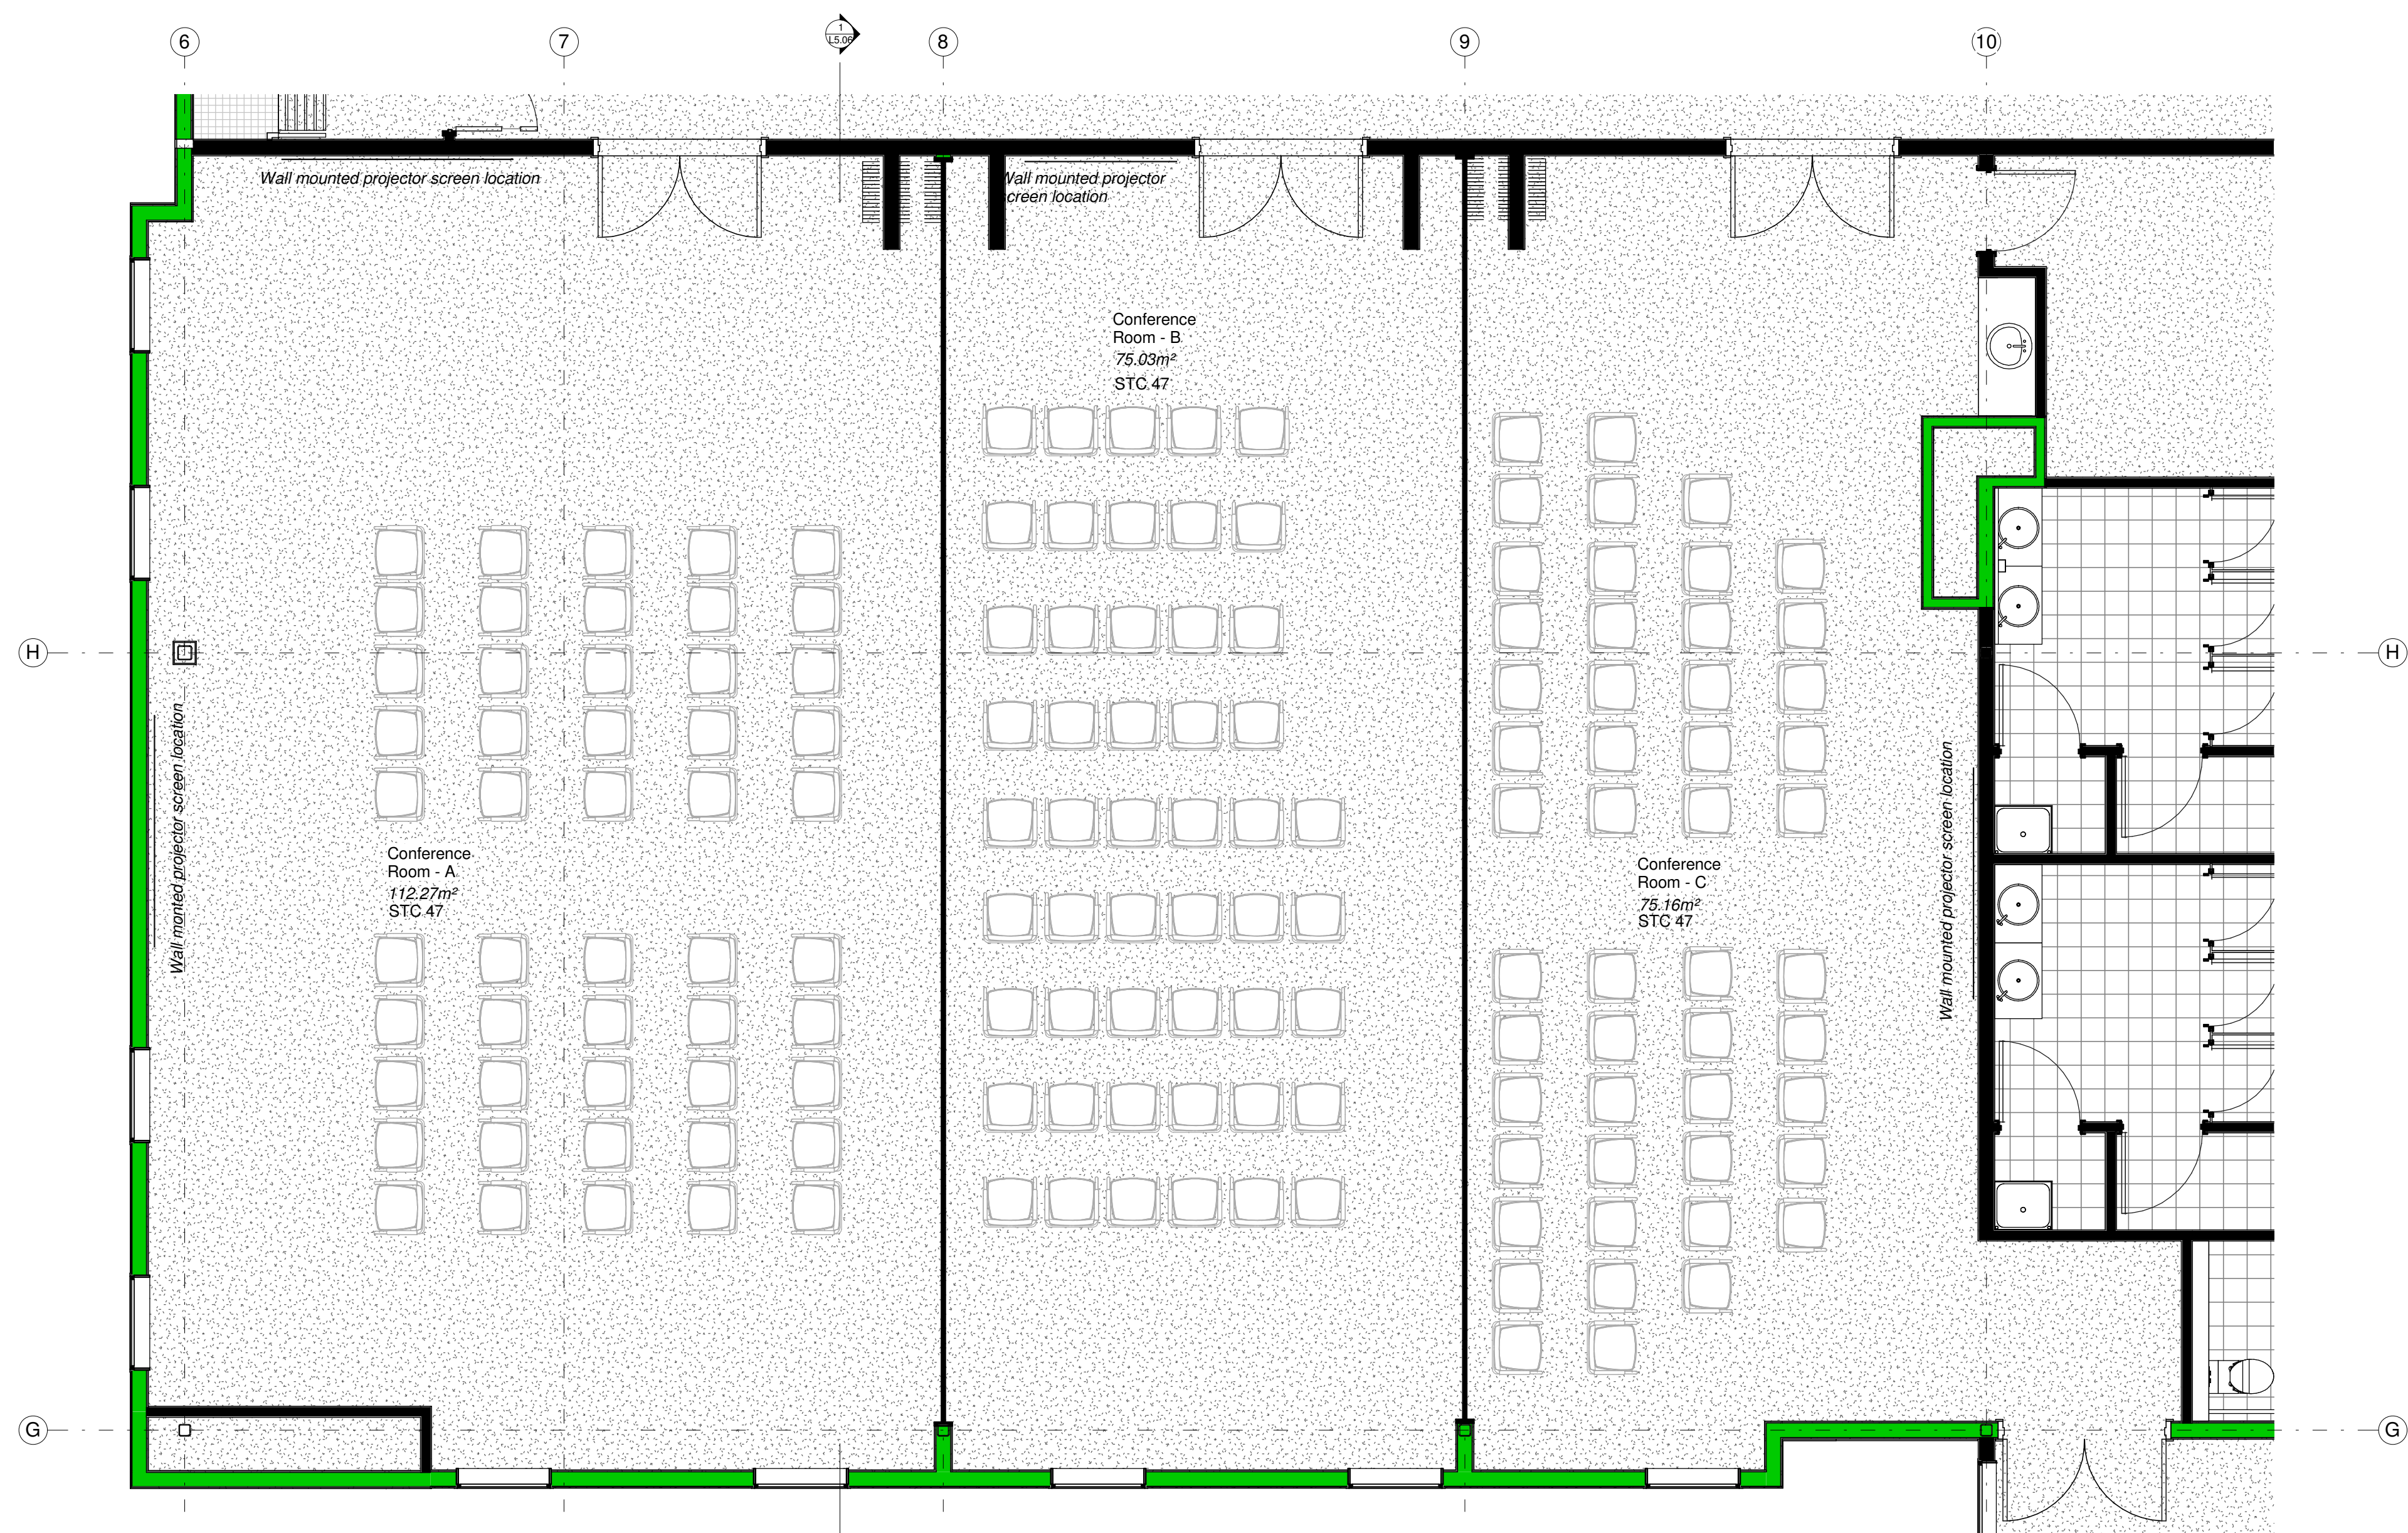 6
7
1
L5.06
8
9
10
Wall mounted projector screen location
Wall mounted projector
screen location
Conference
Room - B
75.03m²
STC 47
H
H
Wall monted projector screen location
Wall mounted projector screen location
Conference
Room - A
112.27m²
STC 47
Conference
Room - C
75.16m²
STC 47
G
G